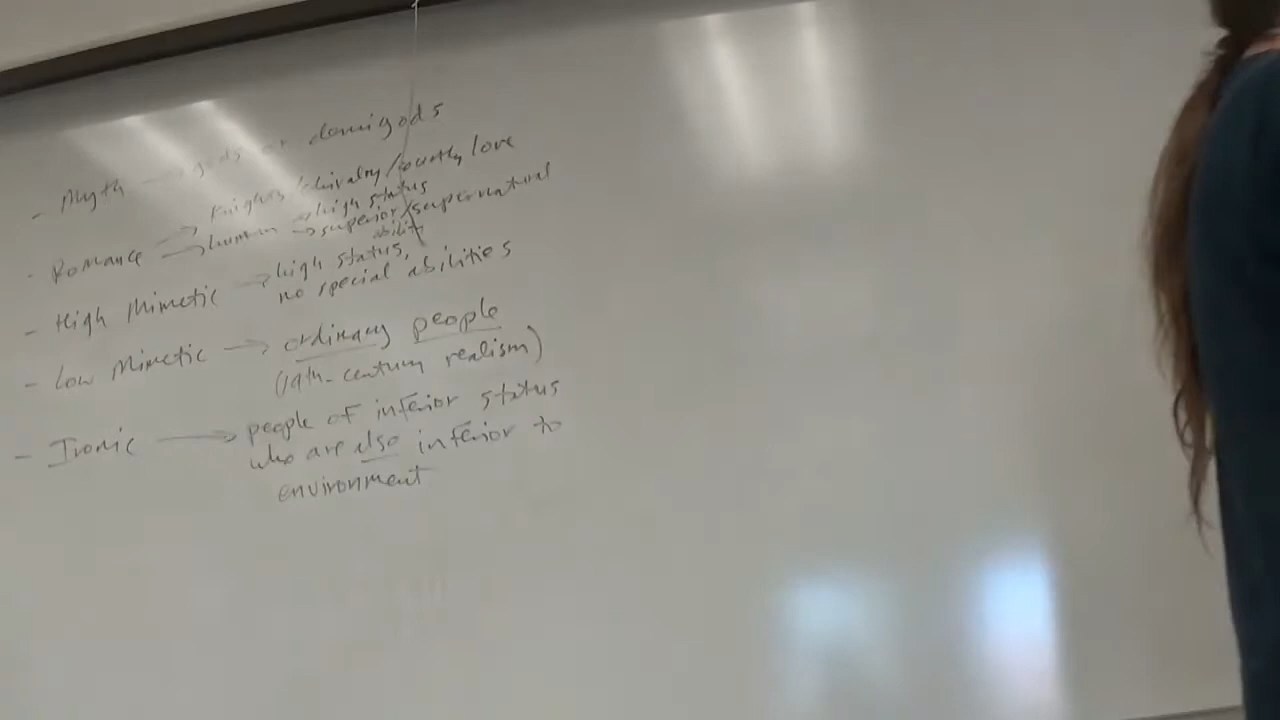 - Myth → gods or demigods
- Romance → knights/chivalry/courtly love
→ human → high status
→ superior/supernatural
ability
- High Mimetic → high status,
no special abilities
- Low Mimetic → ordinary people
(19th-century realism)
- Ironic → people of inferior status
who are also inferior to
environment